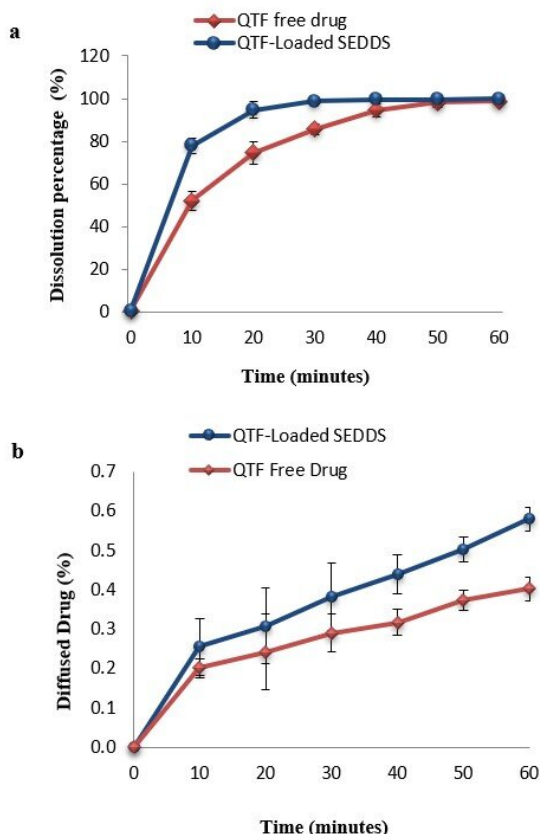 a
QTF free drug
QTF-Loaded SEDDS
120
100
80
60
40
20
0
Dissolution percentage (%)
0 10 20 30 40 50 60
Time (minutes)
b
QTF-Loaded SEDDS
QTF Free Drug
0.7
0.6
0.5
0.4
0.3
0.2
0.1
0.0
Diffused Drug (%)
0 10 20 30 40 50 60
Time (minutes)